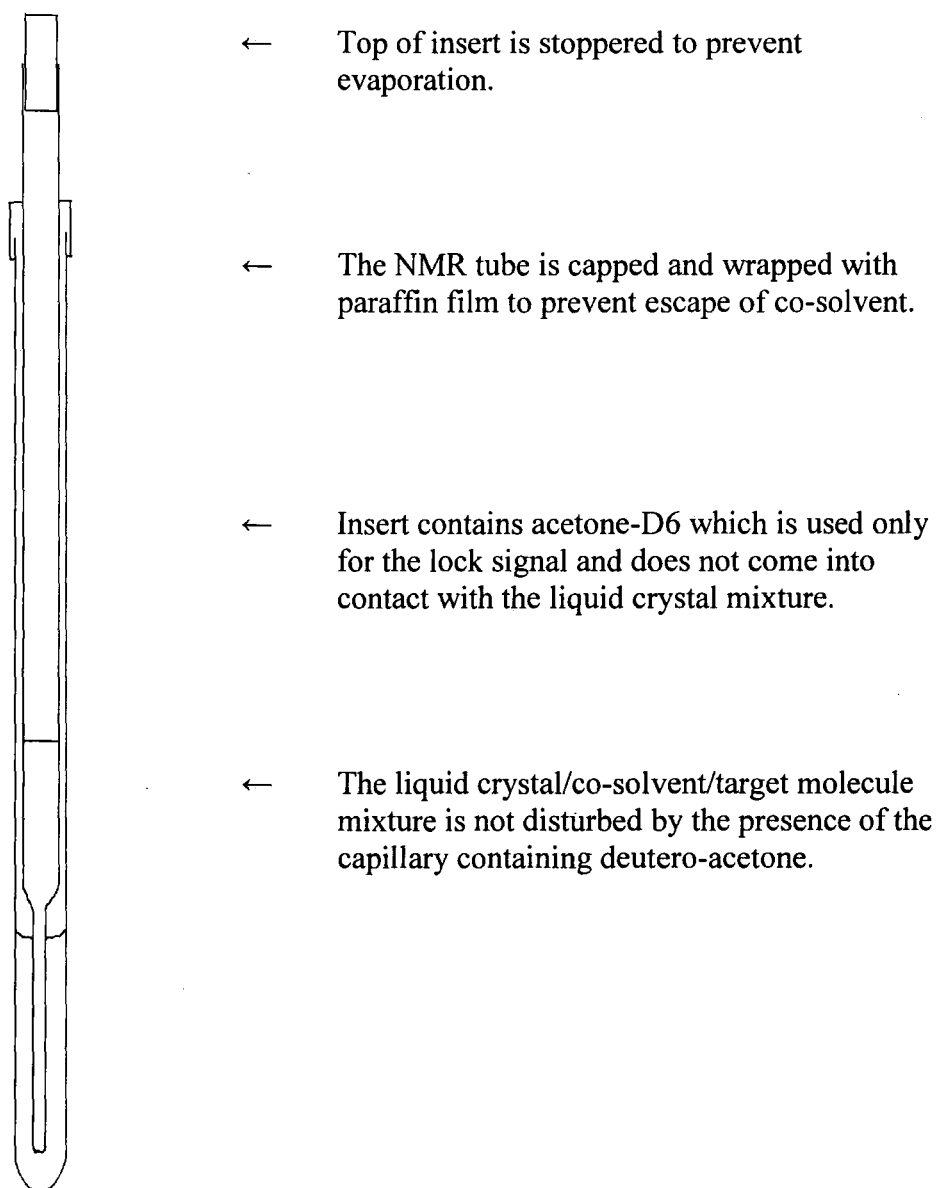 ← Top of insert is stoppered to prevent
evaporation.
← The NMR tube is capped and wrapped with
paraffin film to prevent escape of co-solvent.
← Insert contains acetone-D6 which is used only
for the lock signal and does not come into
contact with the liquid crystal mixture.
← The liquid crystal/co-solvent/target molecule
mixture is not disturbed by the presence of the
capillary containing deutero-acetone.